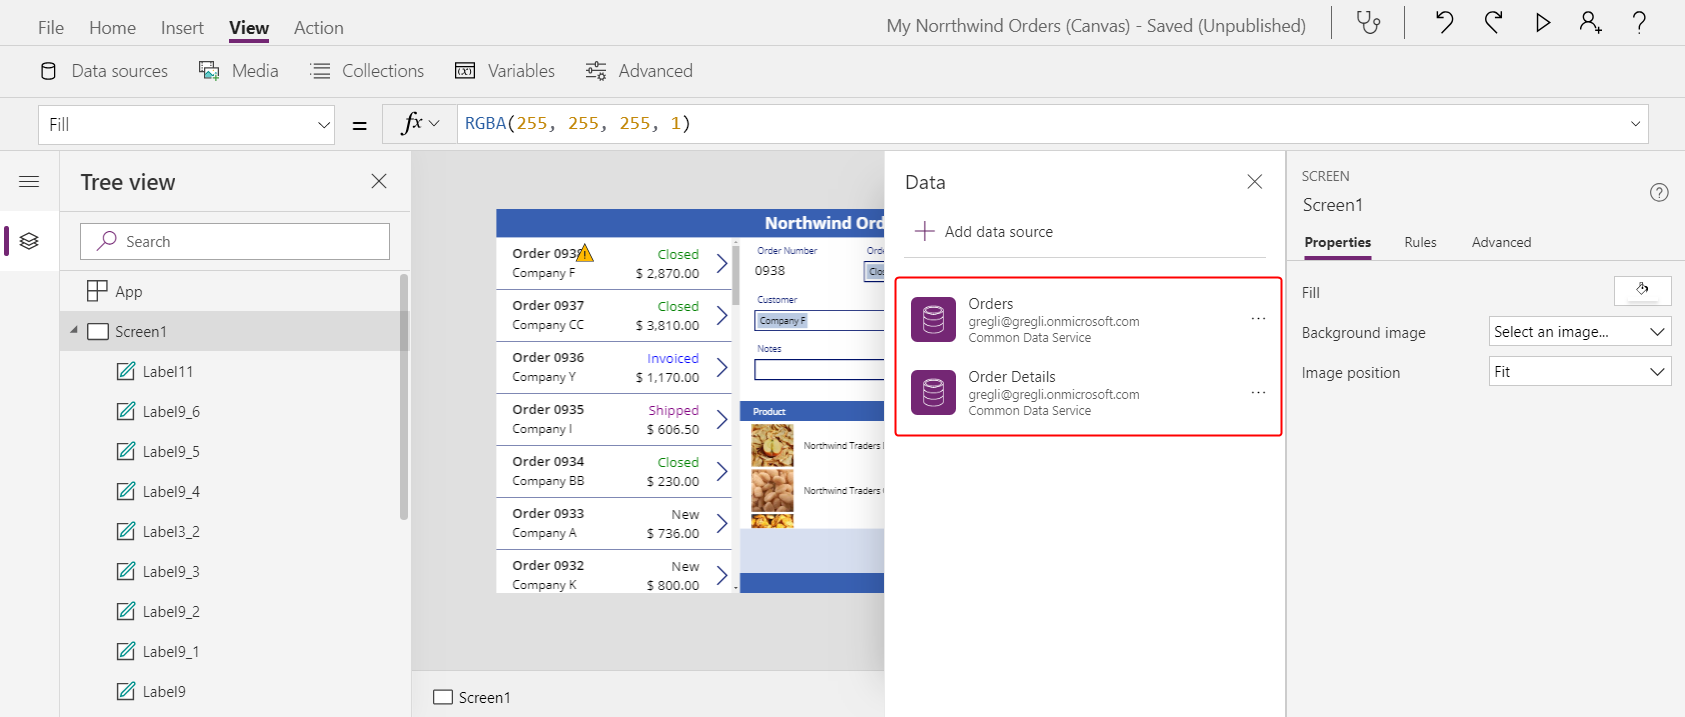 File Home Insert View Action
My Norrthwind Orders (Canvas) - Saved (Unpublished)
Data sources Media Collections Variables Advanced
Fill = fx RGBA(255, 255, 255, 1)
Tree view
Search
App
Screen1
Label11
Label9_6
Label9_5
Label9_4
Label3_2
Label9_3
Label9_2
Label9_1
Label9
Northwind Ord
Order 0938 Closed
Company F $ 2,870.00
Order 0937 Closed
Company CC $ 3,810.00
Order 0936 Invoiced
Company Y $ 1,170.00
Order 0935 Shipped
Company I $ 606.50
Order 0934 Closed
Company BB $ 230.00
Order 0933 New
Company A $ 736.00
Order 0932 New
Company K $ 800.00
Order Number Ord
0938 Clos
Customer
Company F
Notes
Product
Northwind Traders
Northwind Traders
Screen1
Data
Add data source
Orders
gregli@gregli.onmicrosoft.com
Common Data Service
...
Order Details
gregli@gregli.onmicrosoft.com
Common Data Service
...
SCREEN
Screen1
Properties Rules Advanced
Fill
Background image Select an image...
Image position Fit